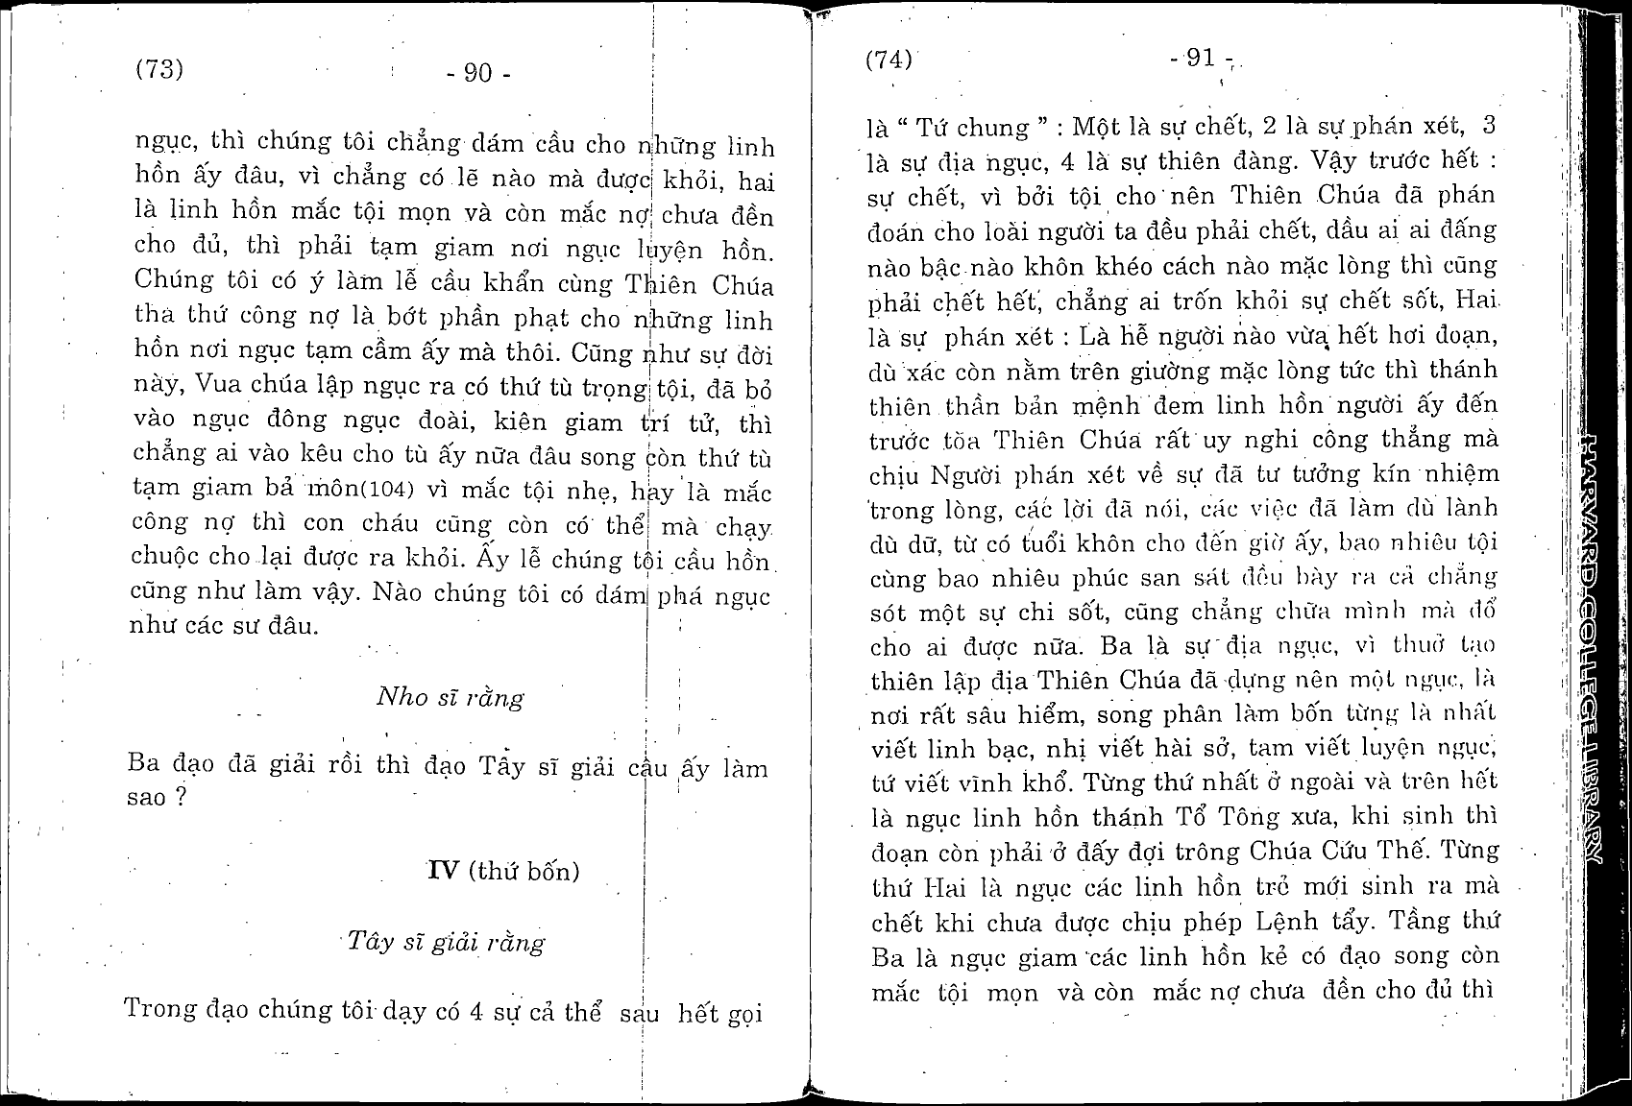 (73)
- 90 -
ngục, thì chúng tôi chẳng dám cầu cho những linh
hồn ấy đâu, vì chẳng có lẽ nào mà được khỏi, hai
là linh hồn mắc tội mọn và còn mắc nợ chưa đền
cho đủ, thì phải tạm giam nơi ngục luyện hồn.
Chúng tôi có ý làm lễ cầu khẩn cùng Thiên Chúa
tha thứ công nợ là bớt phần phạt cho những linh
hồn nơi ngục tạm cầm ấy mà thôi. Cũng như sự đời
này, Vua chúa lập ngục ra có thứ tù trọng tội, đã bỏ
vào ngục đông ngục đoài, kiên giam trí tử, thì
chẳng ai vào kêu cho tù ấy nữa đâu song còn thứ tù
tạm giam bả môn(104) vì mắc tội nhẹ, hay là mắc
công nợ thì con cháu cũng còn có thể mà chạy
chuộc cho lại được ra khỏi. Ấy lễ chúng tôi cầu hồn
cũng như làm vậy. Nào chúng tôi có dám phá ngục
như các sư đâu.
Nho sĩ rằng
Ba đạo đã giải rồi thì đạo Tây sĩ giải câu ấy làm
sao ?
IV (thứ bốn)
Tây sĩ giải rằng
Trong đạo chúng tôi dạy có 4 sự cả thể sau hết gọi
(74)
- 91 -
là “ Tứ chung ” : Một là sự chết, 2 là sự phán xét, 3
là sự địa ngục, 4 là sự thiên đàng. Vậy trước hết :
sự chết, vì bởi tội cho nên Thiên Chúa đã phán
đoán cho loài người ta đều phải chết, dầu ai ai đấng
nào bậc nào khôn khéo cách nào mặc lòng thì cũng
phải chết hết, chẳng ai trốn khỏi sự chết sốt, Hai
là sự phán xét : Là hễ người nào vừa hết hơi đoạn,
dù xác còn nằm trên giường mặc lòng tức thì thánh
thiên thần bản mệnh đem linh hồn người ấy đến
trước tòa Thiên Chúa rất uy nghi công thẳng mà
chịu Người phán xét về sự đã tư tưởng kín nhiệm
trong lòng, các lời đã nói, các việc đã làm dù lành
dù dữ, từ có tuổi khôn cho đến giờ ấy, bao nhiêu tội
cùng bao nhiêu phúc san sát đều bày ra cả chẳng
sót một sự chi sốt, cũng chẳng chữa mình mà đổ
cho ai được nữa. Ba là sự địa ngục, vì thuở tạo
thiên lập địa Thiên Chúa đã dựng nên một ngục, là
nơi rất sâu hiểm, song phân làm bốn từng là nhất
viết linh bạc, nhị viết hài sở, tam viết luyện ngục,
tứ viết vĩnh khổ. Từng thứ nhất ở ngoài và trên hết
là ngục linh hồn thánh Tổ Tông xưa, khi sinh thì
đoạn còn phải ở đấy đợi trông Chúa Cứu Thế. Từng
thứ Hai là ngục các linh hồn trẻ mới sinh ra mà
chết khi chưa được chịu phép Lệnh tẩy. Tầng thứ
Ba là ngục giam các linh hồn kẻ có đạo song còn
mắc tội mọn và còn mắc nợ chưa đền cho đủ thì
HARVARD COLLEGE LIBRARY